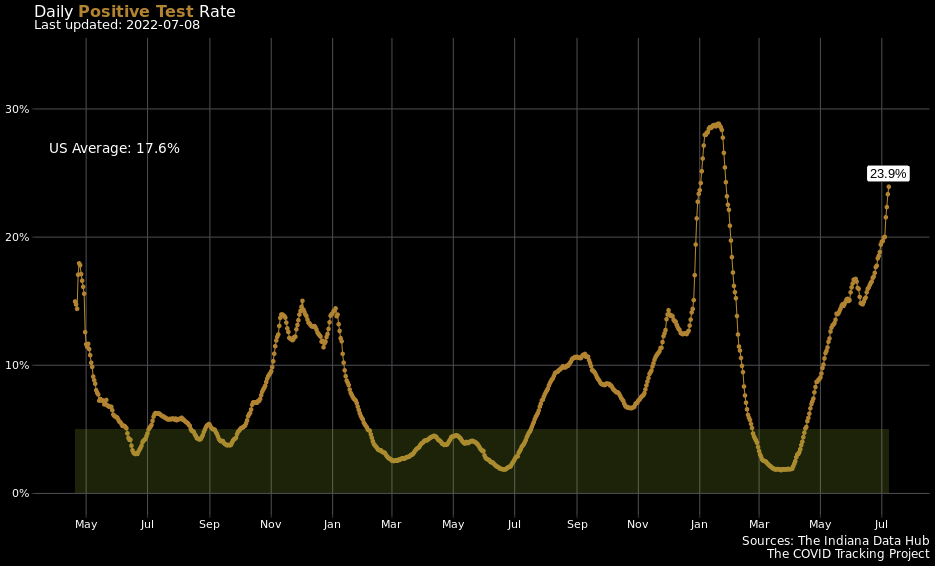 Daily Positive Test Rate
Last updated: 2022-07-08
30%
US Average: 17.6%
23.9%
20%
10%
0%
May Jul Sep Nov Jan Mar May Jul Sep Nov Jan Mar May Jul
Sources: The Indiana Data Hub
The COVID Tracking Project